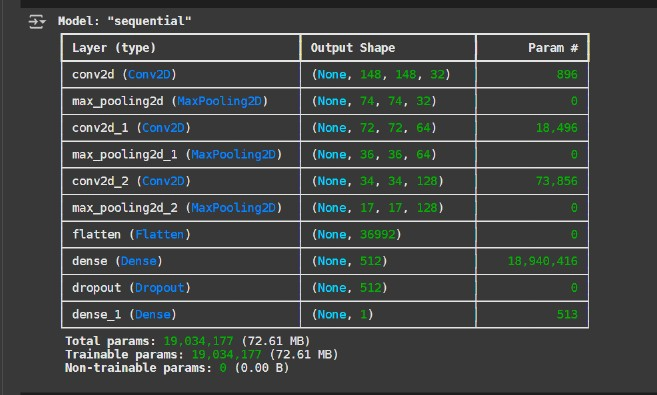 Model: "sequential"
Layer (type) Output Shape Param #
conv2d (Conv2D) (None, 148, 148, 32) 896
max_pooling2d (MaxPooling2D) (None, 74, 74, 32) 0
conv2d_1 (Conv2D) (None, 72, 72, 64) 18,496
max_pooling2d_1 (MaxPooling2D) (None, 36, 36, 64) 0
conv2d_2 (Conv2D) (None, 34, 34, 128) 73,856
max_pooling2d_2 (MaxPooling2D) (None, 17, 17, 128) 0
flatten (Flatten) (None, 36992) 0
dense (Dense) (None, 512) 18,940,416
dropout (Dropout) (None, 512) 0
dense_1 (Dense) (None, 1) 513
Total params: 19,034,177 (72.61 MB)
Trainable params: 19,034,177 (72.61 MB)
Non-trainable params: 0 (0.00 B)